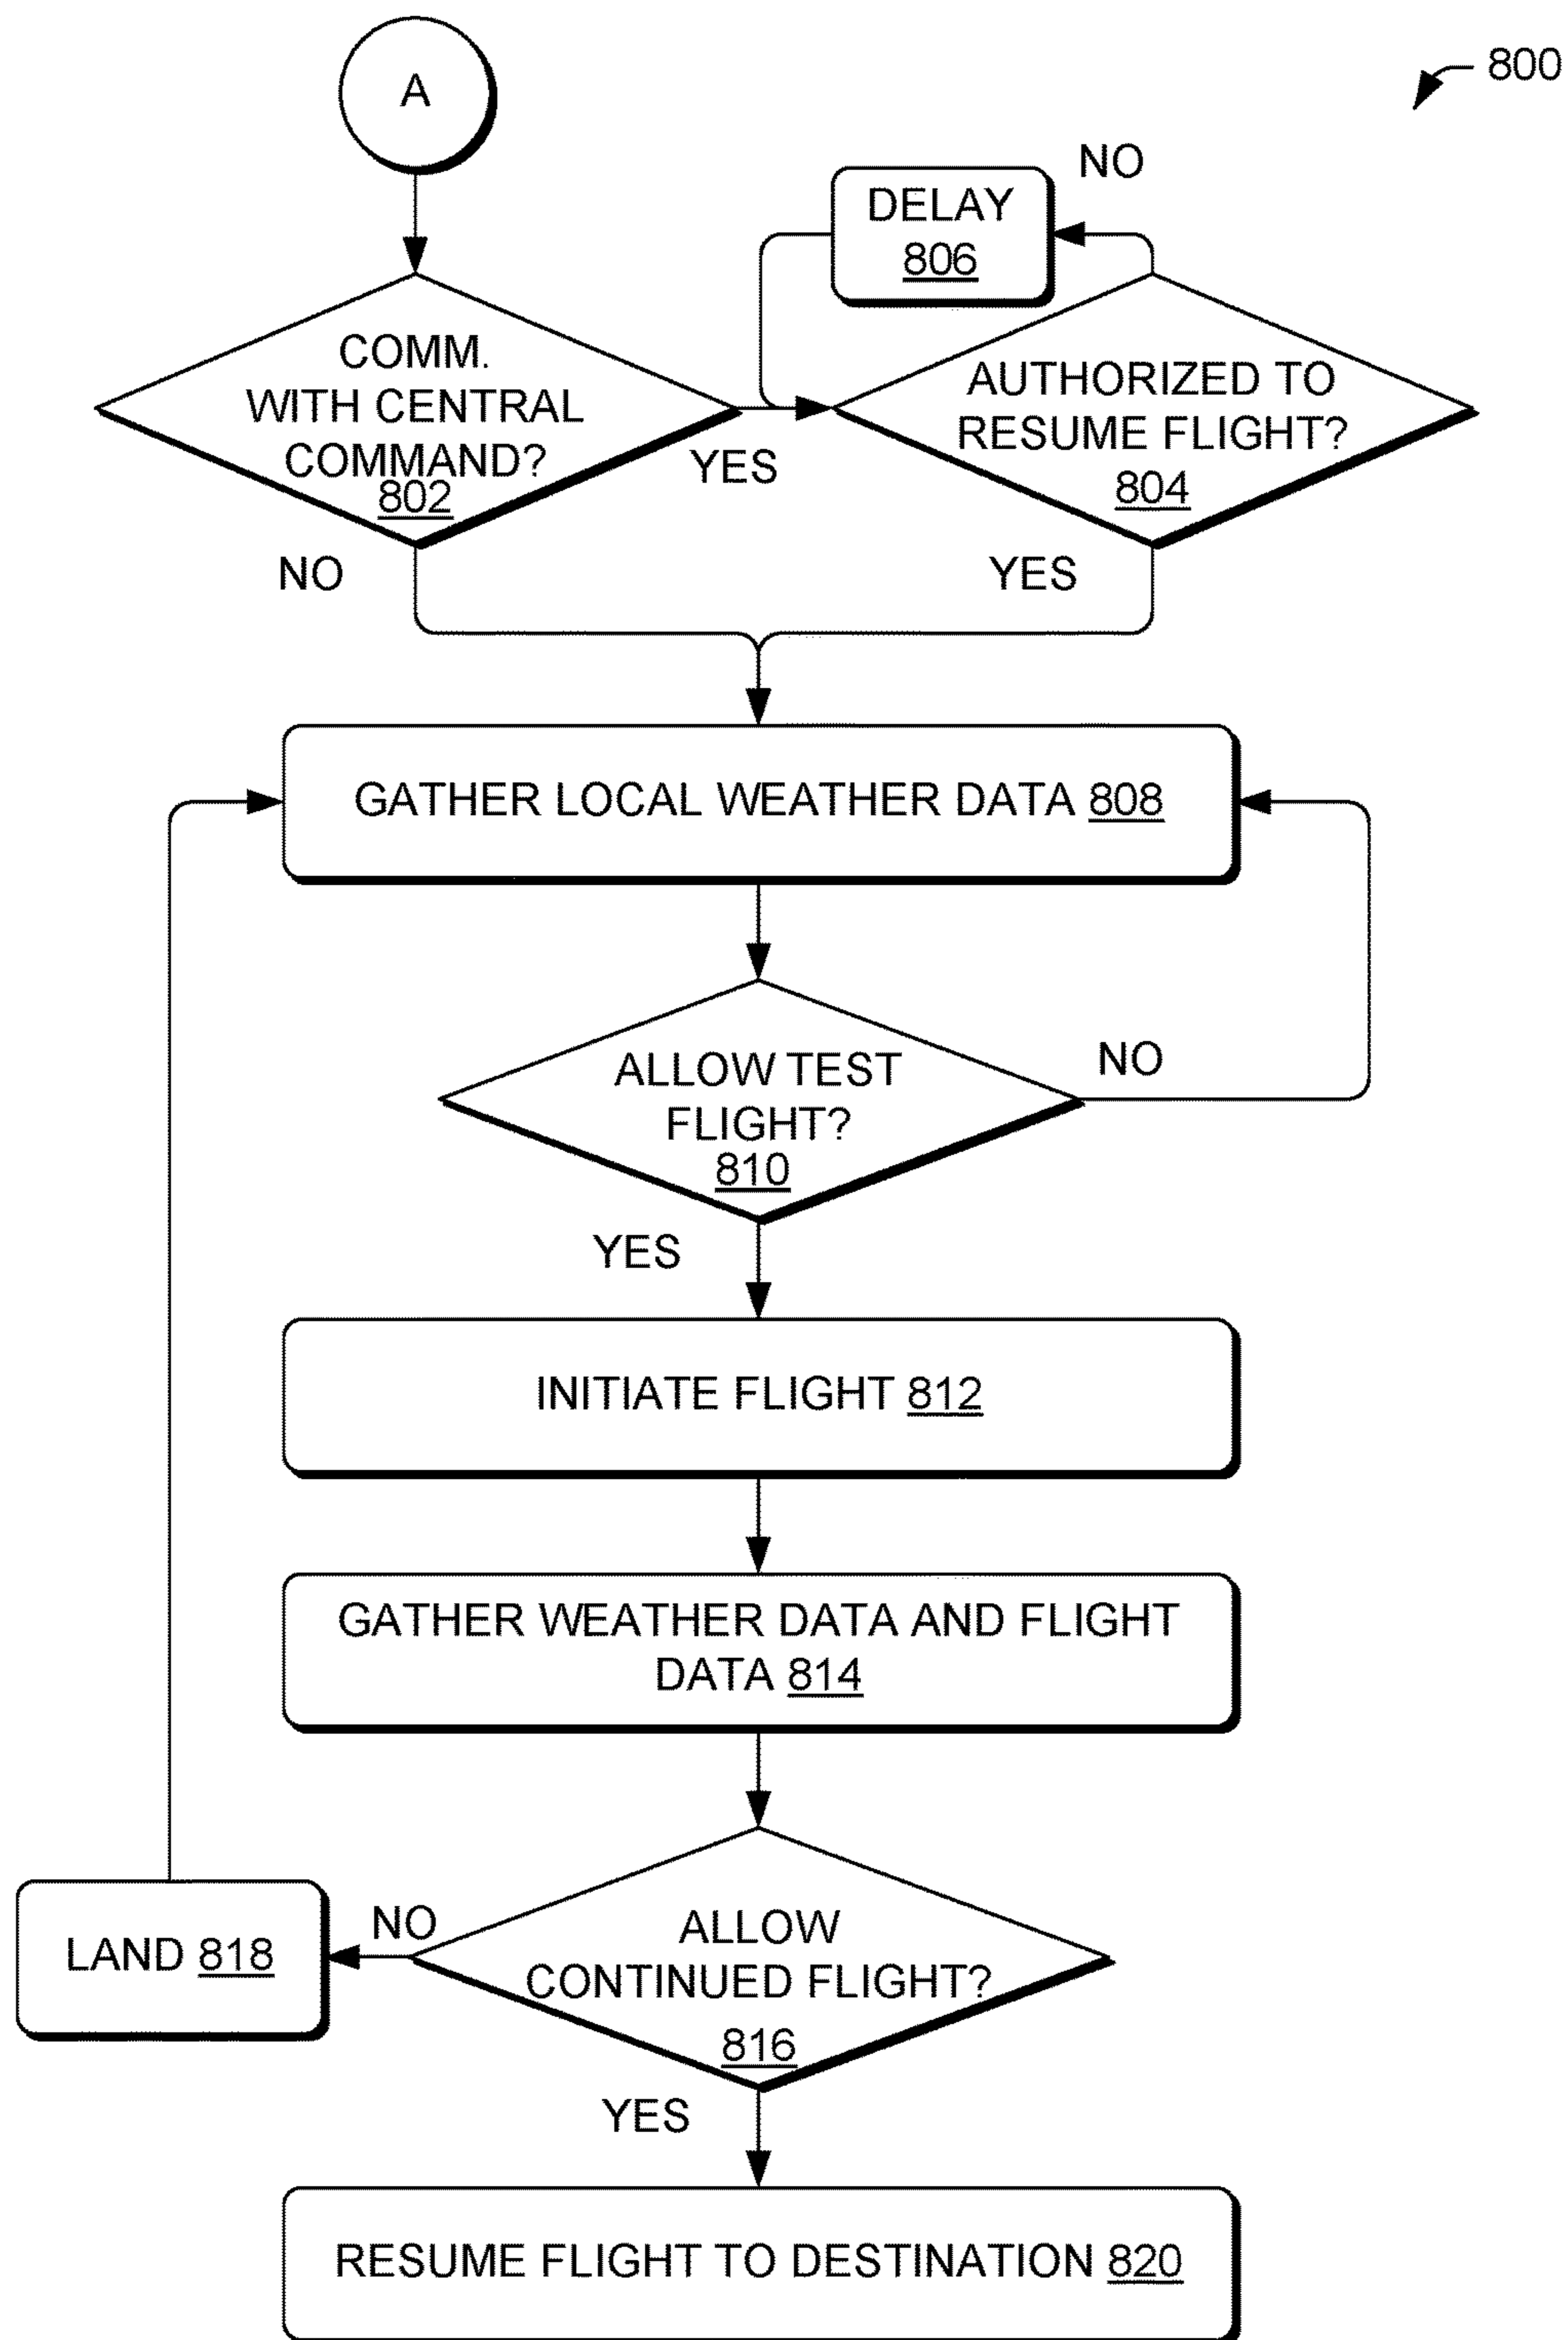 A
800
NO
DELAY
806
COMM.
WITH CENTRAL
COMMAND?
802
YES
AUTHORIZED TO
RESUME FLIGHT?
804
NO
YES
GATHER LOCAL WEATHER DATA 808
ALLOW TEST
FLIGHT?
810
NO
YES
INITIATE FLIGHT 812
GATHER WEATHER DATA AND FLIGHT
DATA 814
LAND 818
NO
ALLOW
CONTINUED FLIGHT?
816
YES
RESUME FLIGHT TO DESTINATION 820